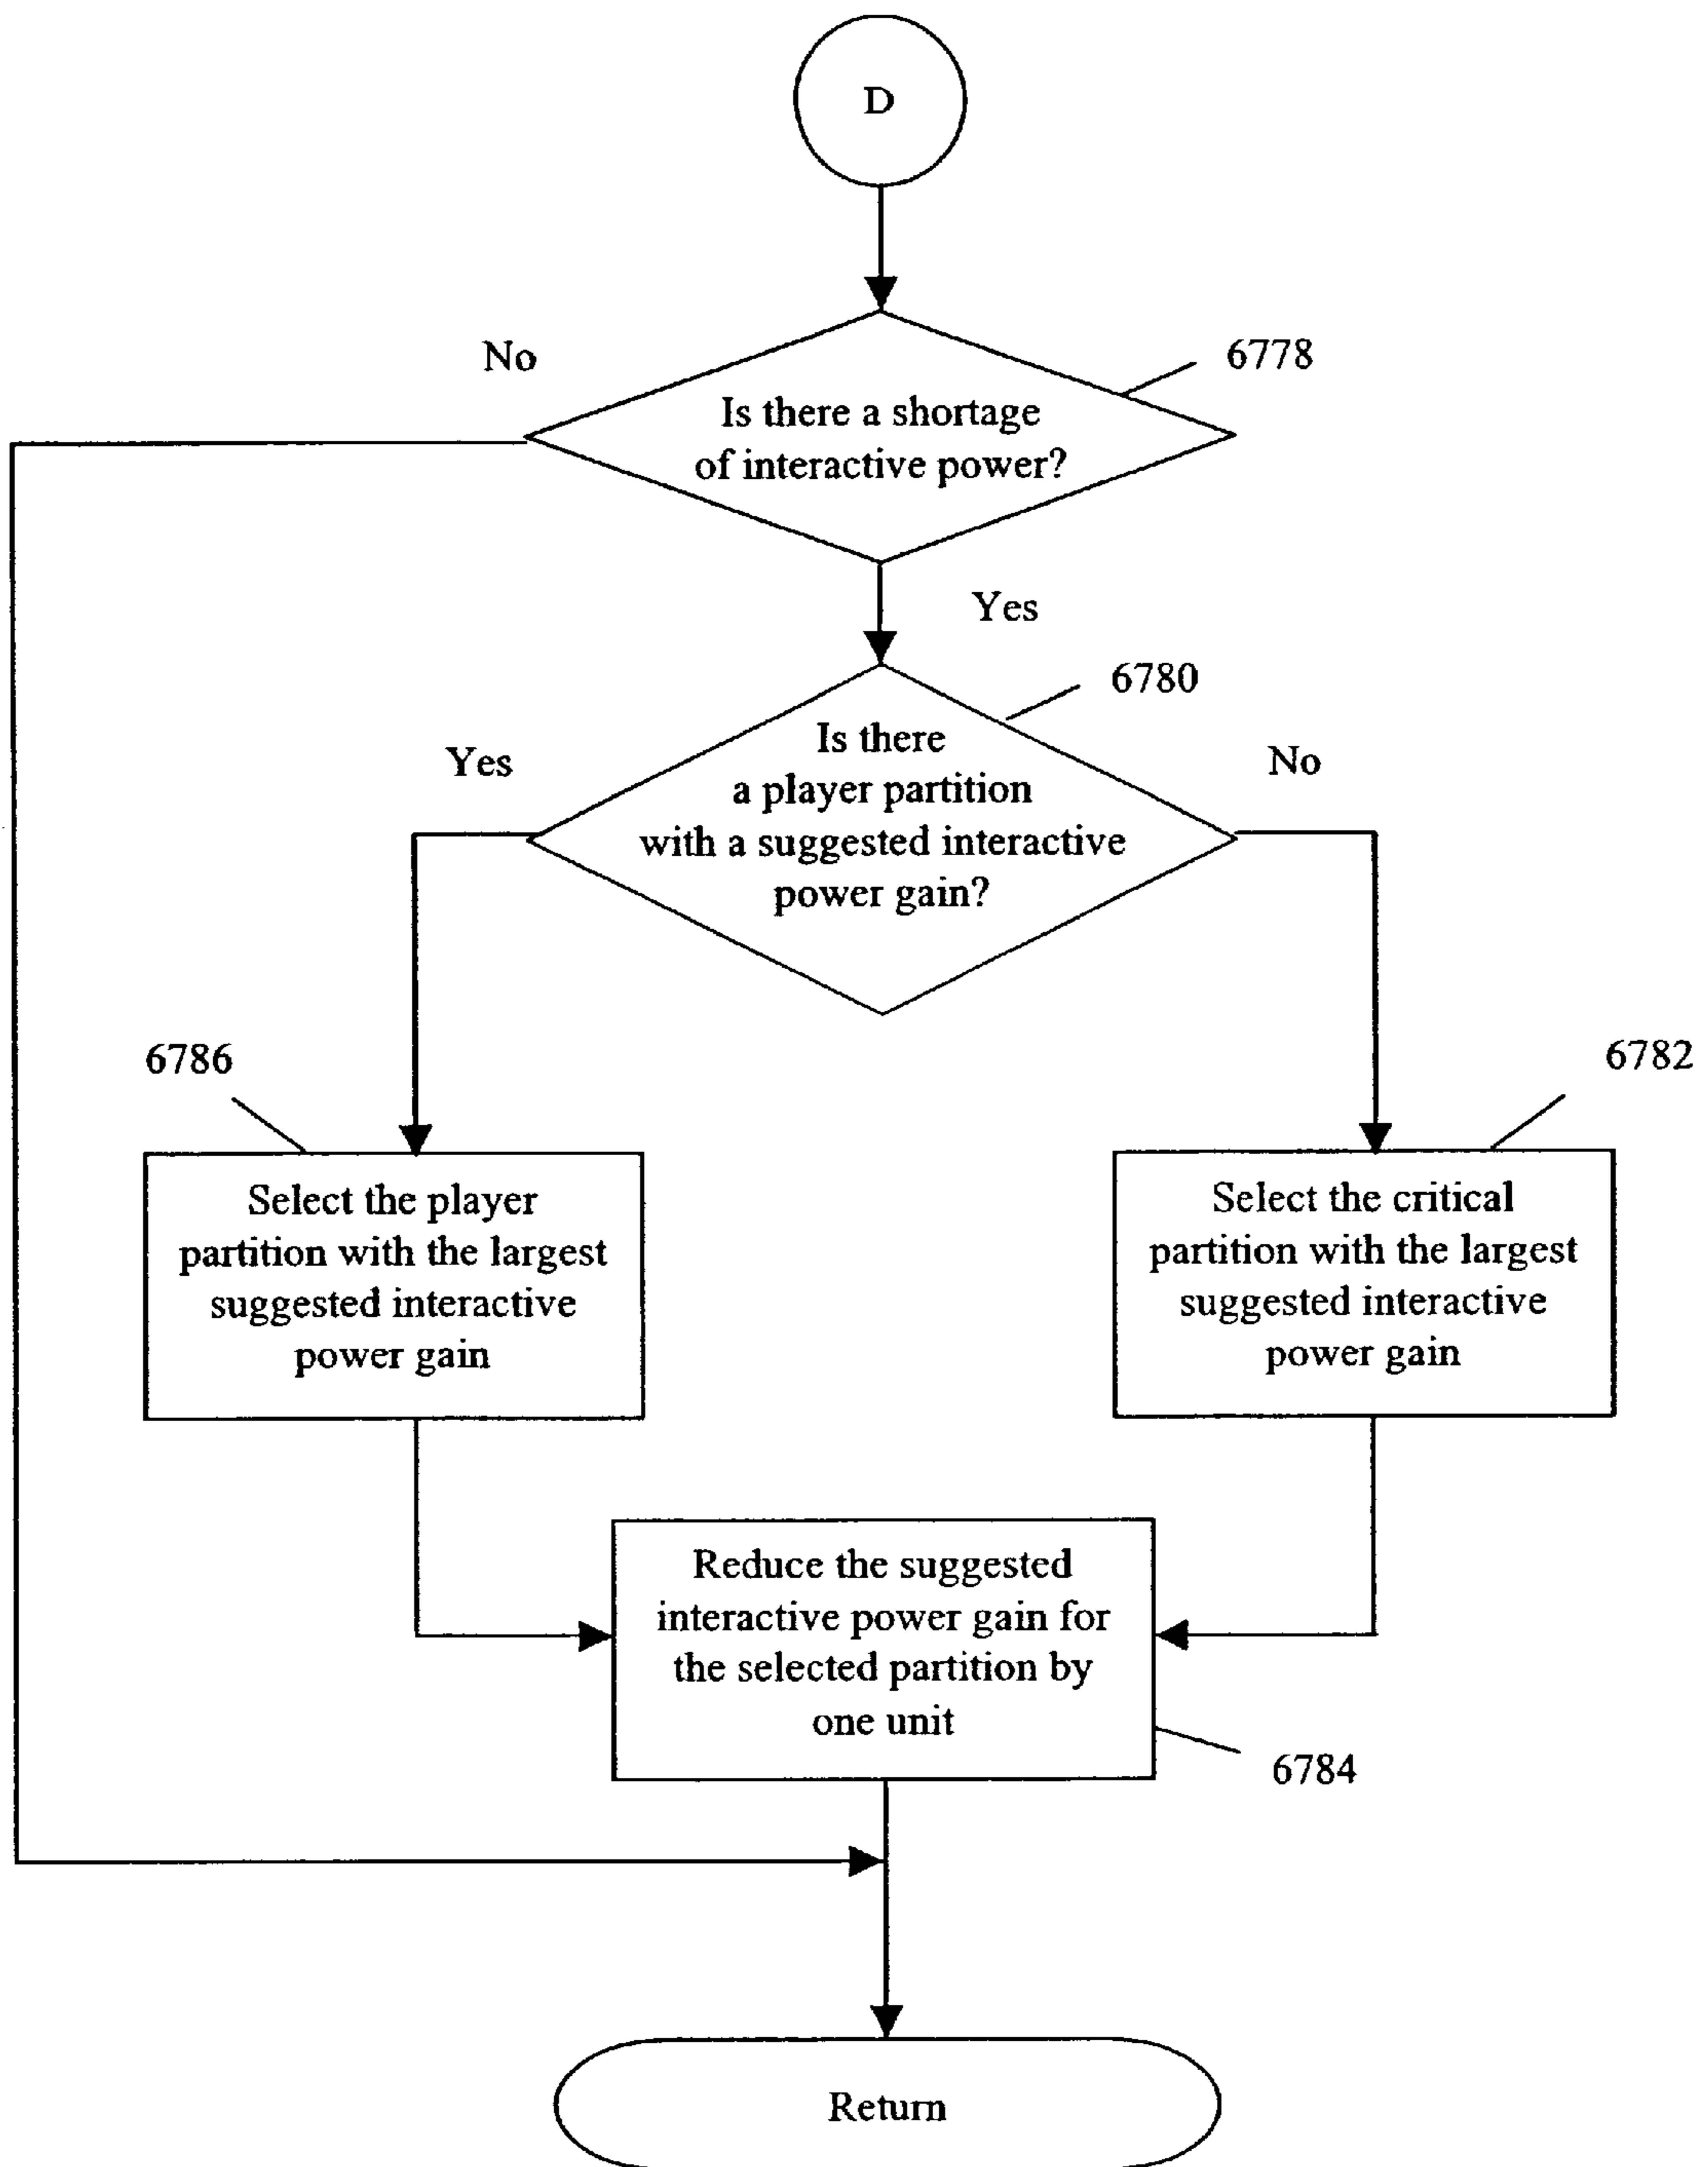 D
No
6778
Is there a shortage
of interactive power?
Yes
6780
Is there
a player partition
with a suggested interactive
power gain?
Yes
No
6786
6782
Select the player
partition with the largest
suggested interactive
power gain
Select the critical
partition with the largest
suggested interactive
power gain
Reduce the suggested
interactive power gain for
the selected partition by
one unit
6784
Return